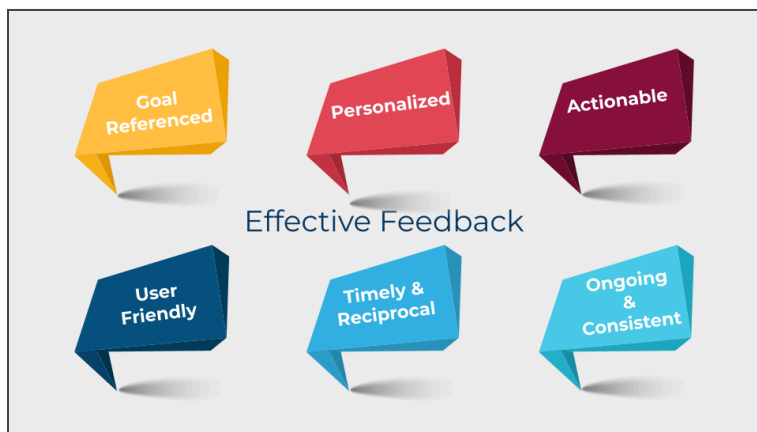 Goal
Referenced
Personalized
Actionable
Effective Feedback
User
Friendly
Timely &
Reciprocal
Ongoing
&
Consistent